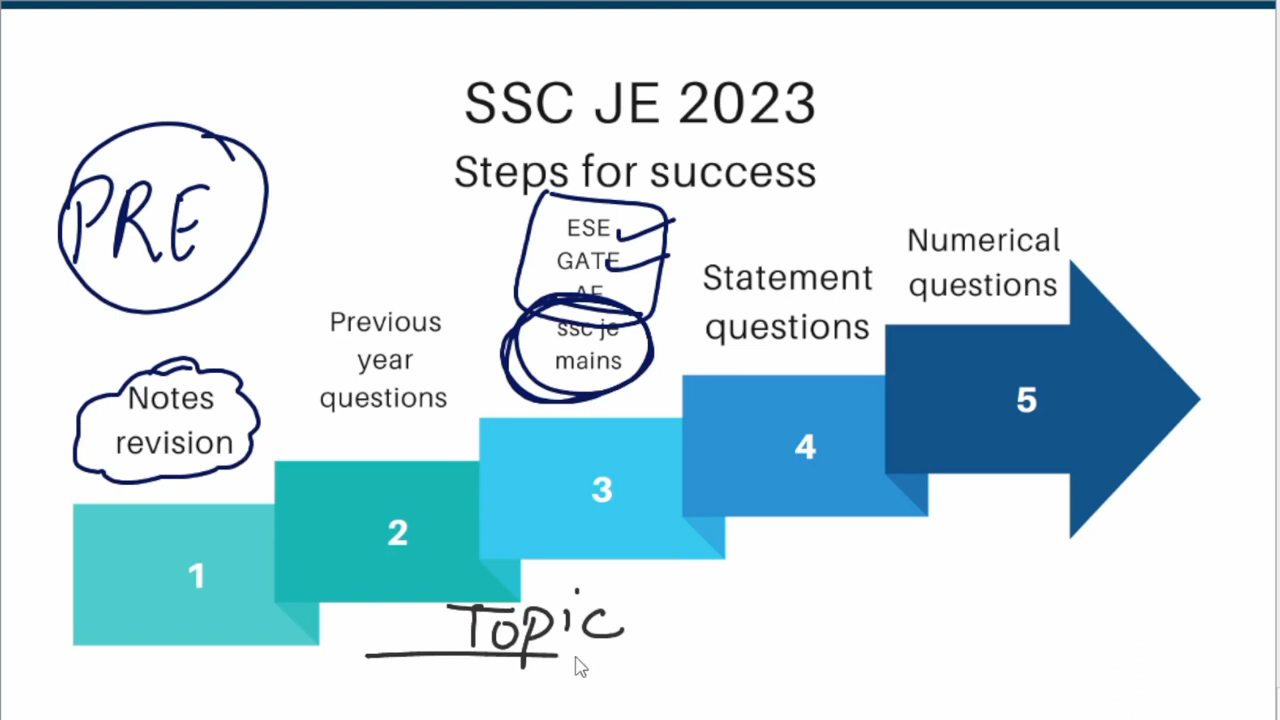 SSC JE 2023
Steps for success
PRE
Notes
revision
1
Previous
year
questions
2
ESE
GATE
AE
ssc je
mains
3
Statement
questions
4
Numerical
questions
5
Topic